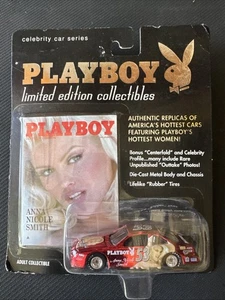 celebrity car series
PLAYBOY
limited edition collectibles
AUTHENTIC REPLICAS OF
AMERICA'S HOTTEST CARS
FEATURING PLAYBOY'S
HOTTEST WOMEN!
Bonus "Centerfold" and Celebrity
Profile...many include Rare
Unpublished "Outtake" Photos!
Die-Cast Metal Body and Chassis
Lifelike "Rubber" Tires
PLAYBOY
ANNA
NICOLE
SMITH
PLAYBOY
ADULT COLLECTIBLE